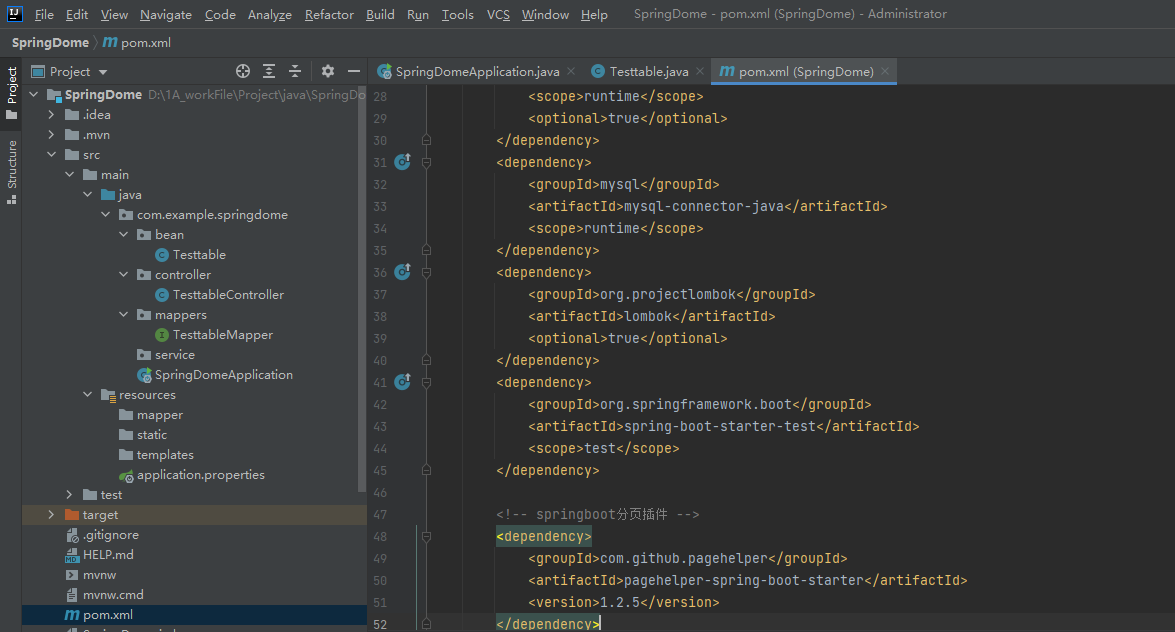 File Edit View Navigate Code Analyze Refactor Build Run Tools VCS Window Help SpringDome - pom.xml (SpringDome) - Administrator
SpringDome pom.xml
Project
Structure
Project
SpringDomeApplication.java Testtable.java pom.xml (SpringDome)
SpringDome D:\1A_workFile\Project\java\SpringDo
.idea
.mvn
src
main
java
com.example.springdome
bean
Testtable
controller
TesttableController
mappers
TesttableMapper
service
SpringDomeApplication
resources
mapper
static
templates
application.properties
test
target
.gitignore
HELP.md
mvnw
mvnw.cmd
pom.xml
28 <scope>runtime</scope>
29 <optional>true</optional>
30 </dependency>
31 <dependency>
32 <groupId>mysql</groupId>
33 <artifactId>mysql-connector-java</artifactId>
34 <scope>runtime</scope>
35 </dependency>
36 <dependency>
37 <groupId>org.projectlombok</groupId>
38 <artifactId>lombok</artifactId>
39 <optional>true</optional>
40 </dependency>
41 <dependency>
42 <groupId>org.springframework.boot</groupId>
43 <artifactId>spring-boot-starter-test</artifactId>
44 <scope>test</scope>
45 </dependency>
46
47 <!-- springboot分页插件 -->
48 <dependency>
49 <groupId>com.github.pagehelper</groupId>
50 <artifactId>pagehelper-spring-boot-starter</artifactId>
51 <version>1.2.5</version>
52 </dependency>